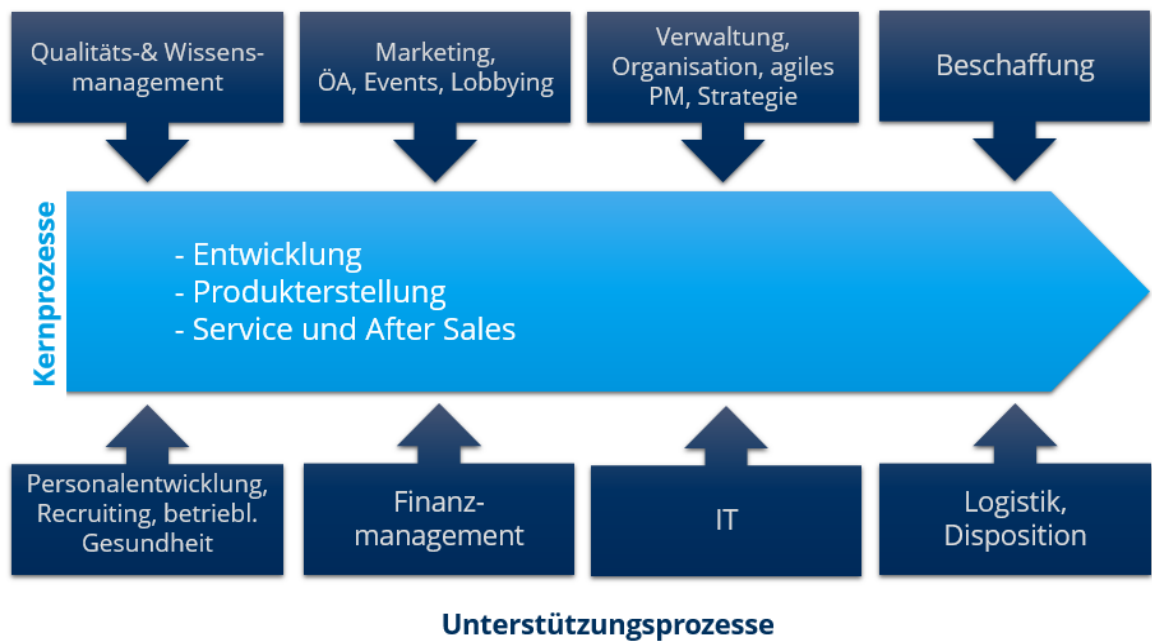 Qualitäts-& Wissens-
management
Marketing,
ÖA, Events, Lobbying
Verwaltung,
Organisation, agiles
PM, Strategie
Beschaffung
Kernprozesse
- Entwicklung
- Produkterstellung
- Service und After Sales
Personalentwicklung,
Recruiting, betriebl.
Gesundheit
Finanz-
management
IT
Logistik,
Disposition
Unterstützungsprozesse